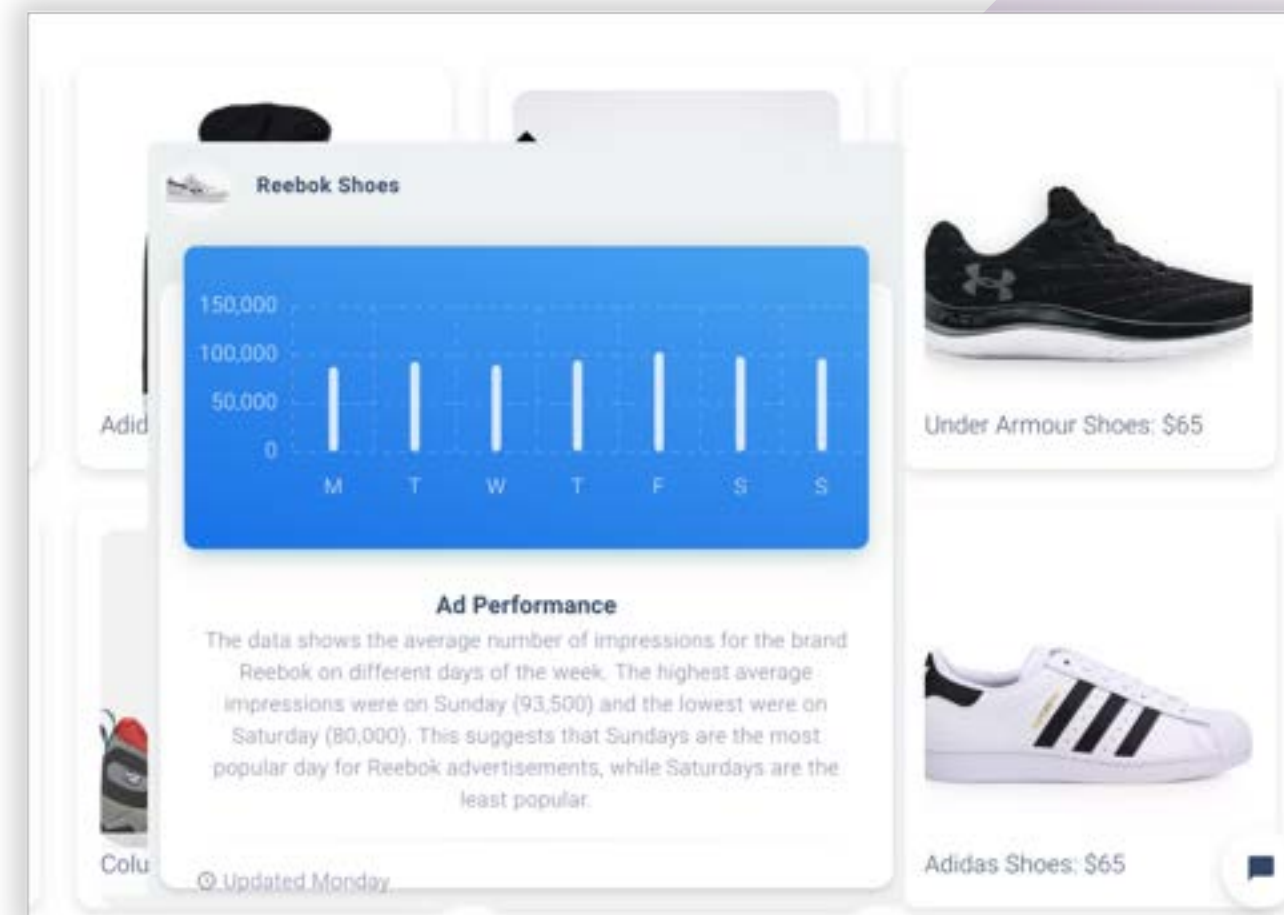 Reebok Shoes
150,000
100,000
50,000
0
M T W T F S S
Ad Performance
The data shows the average number of impressions for the brand
Reebok on different days of the week. The highest average
impressions were on Sunday (93,500) and the lowest were on
Saturday (80,000). This suggests that Sundays are the most
popular day for Reebok advertisements, while Saturdays are the
least popular.
Updated Monday
Adid
Under Armour Shoes: $65
Colu
Adidas Shoes: $65